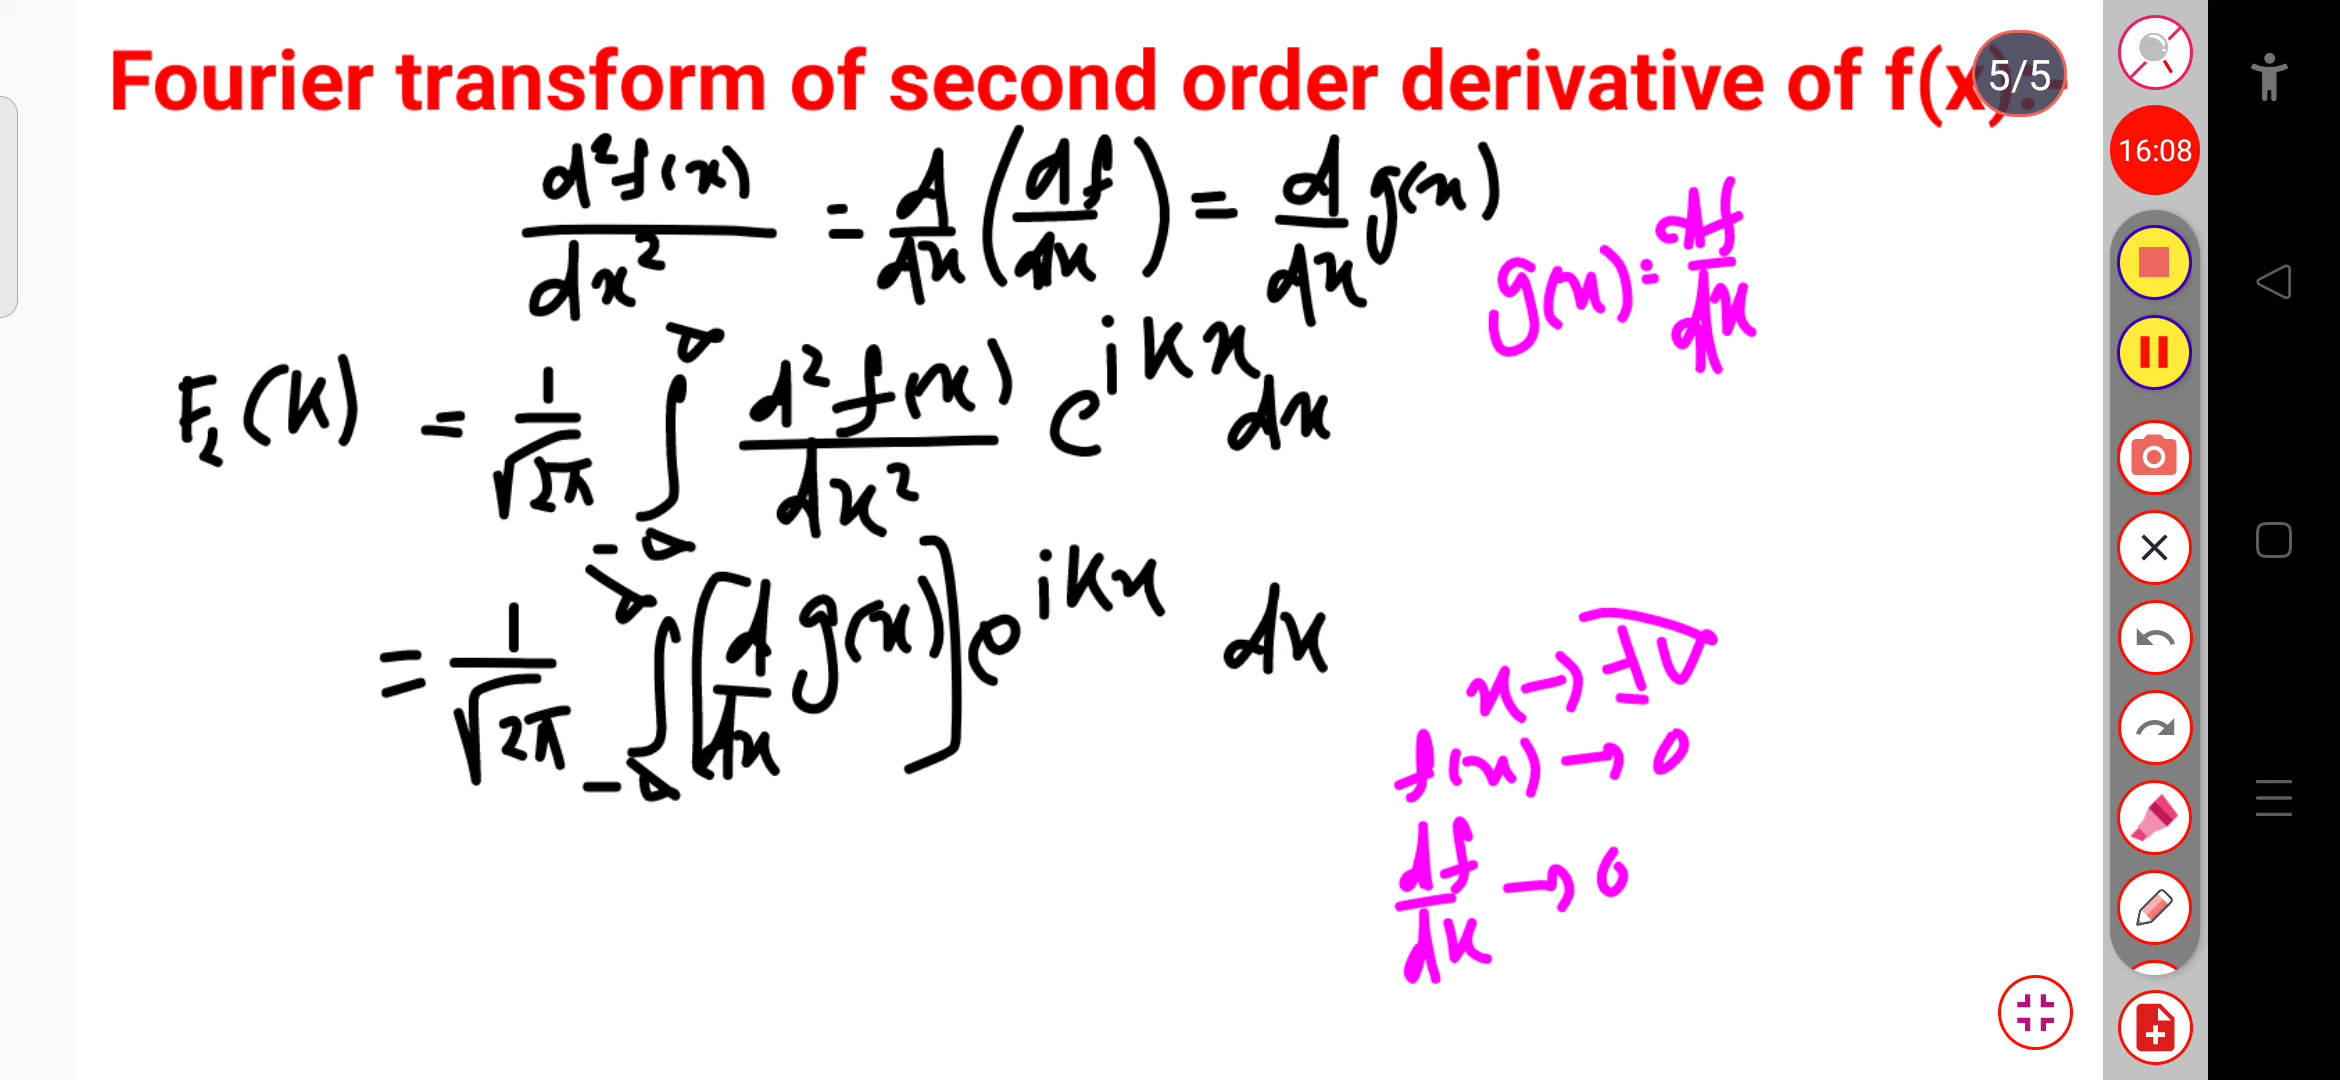 Fourier transform of second order derivative of f(x):-
5/5
16:08
d²f(x)/dx² = d/dx (df/dx) = d/dx g(x)
g(x) = df/dx
F₂(k) = 1/√2π ∫ d²f(x)/dx² e^ikx dx
= 1/√2π ∫ [d/dx g(x)] e^ikx dx
x →
f(x) → 0
df/dx → 0